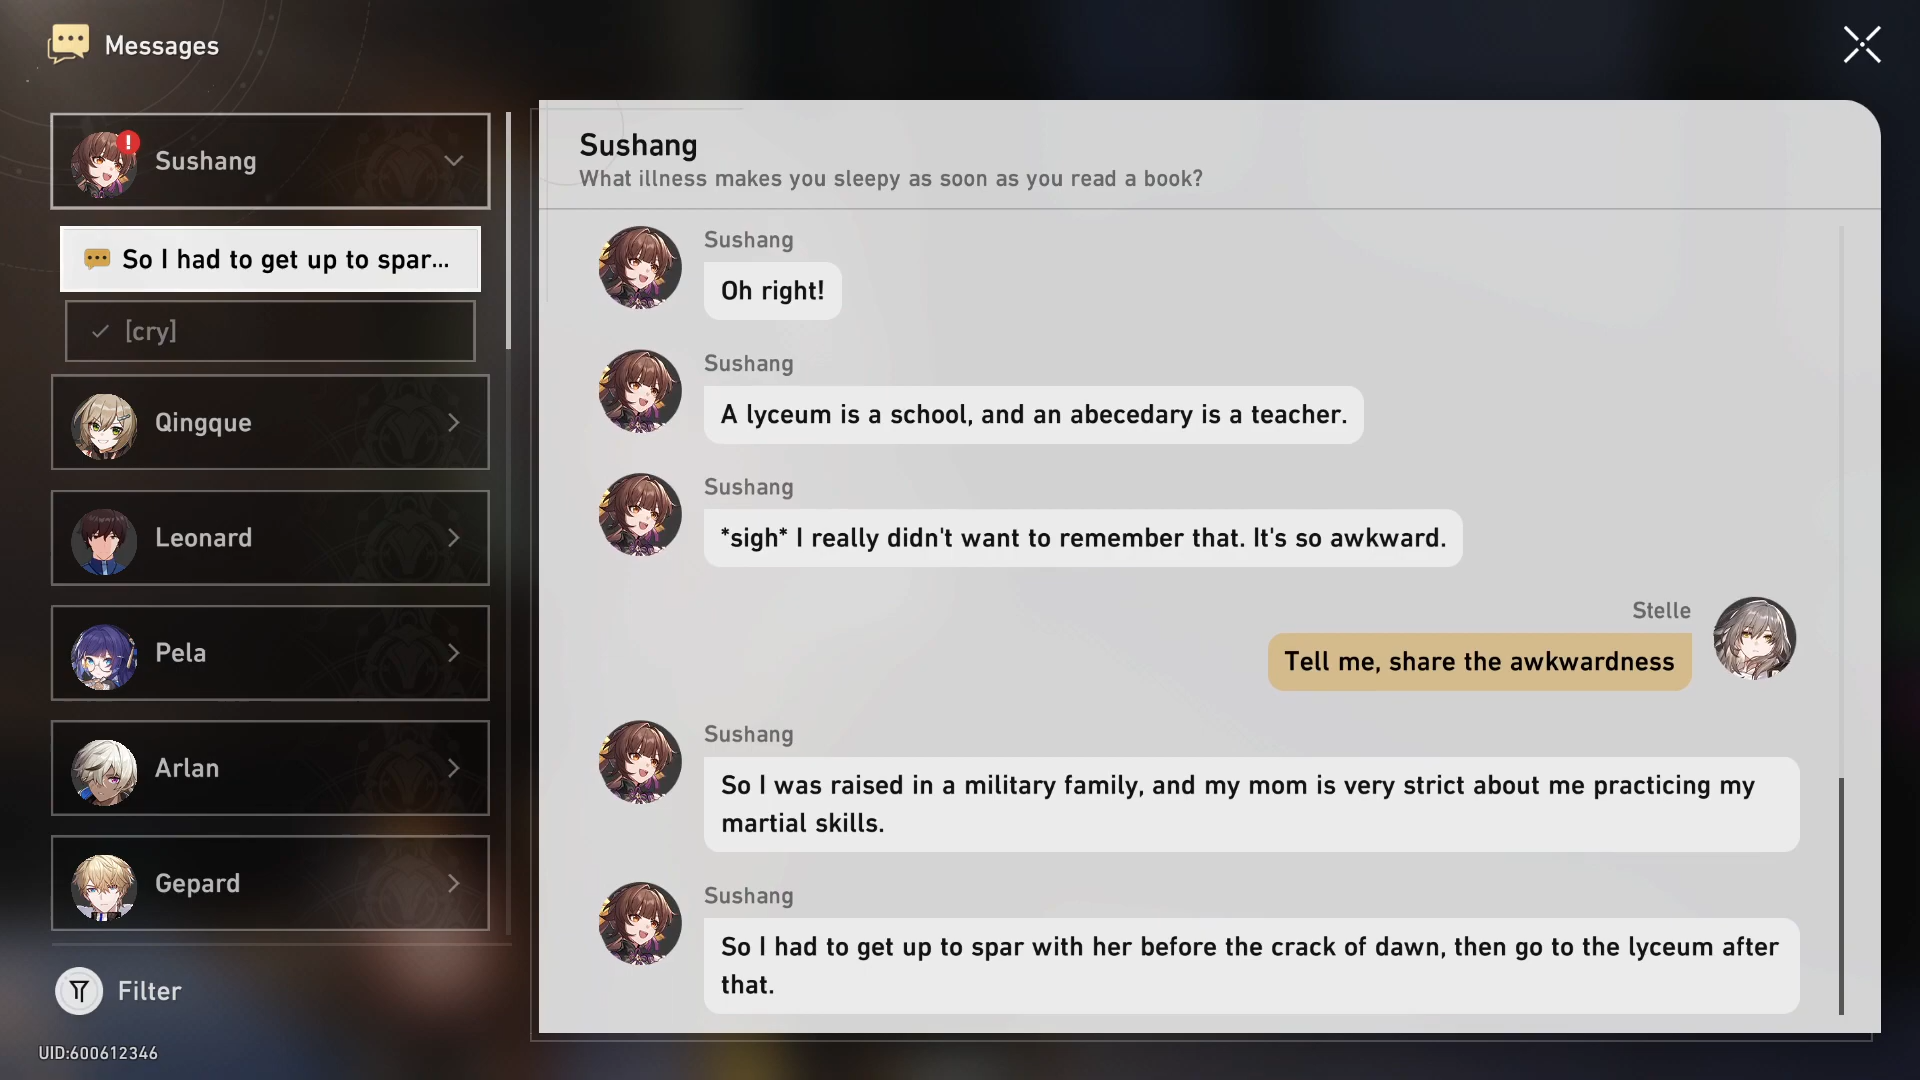 Messages
Sushang
So I had to get up to spar...
[cry]
Qingque
Leonard
Pela
Arlan
Gepard
Filter
UID:600612346
Sushang
What illness makes you sleepy as soon as you read a book?
Sushang
Oh right!
Sushang
A lyceum is a school, and an abecedary is a teacher.
Sushang
*sigh* I really didn't want to remember that. It's so awkward.
Stelle
Tell me, share the awkwardness
Sushang
So I was raised in a military family, and my mom is very strict about me practicing my
martial skills.
Sushang
So I had to get up to spar with her before the crack of dawn, then go to the lyceum after
that.